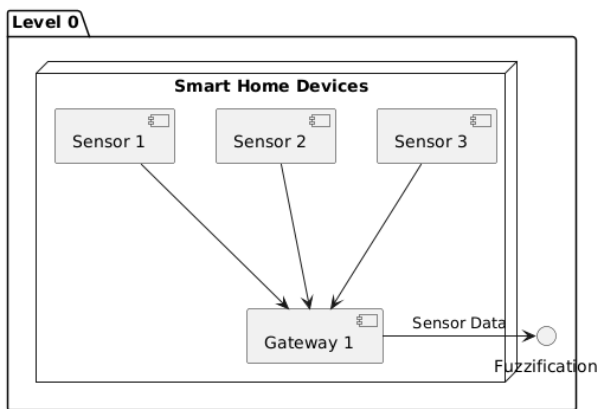 Level 0
Smart Home Devices
Sensor 1
Sensor 2
Sensor 3
Sensor Data
Gateway 1
Fuzzification